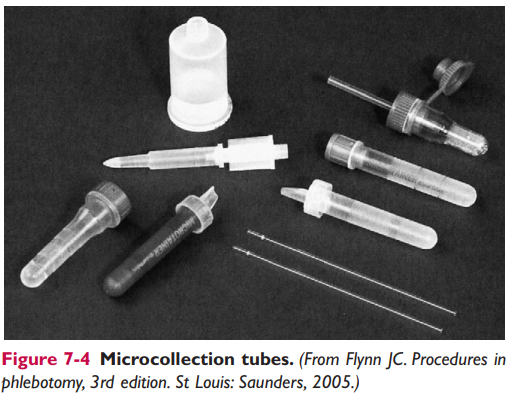 Figure 7-4 Microcollection tubes. (From Flynn JC. Procedures in
phlebotomy, 3rd edition. St Louis: Saunders, 2005.)